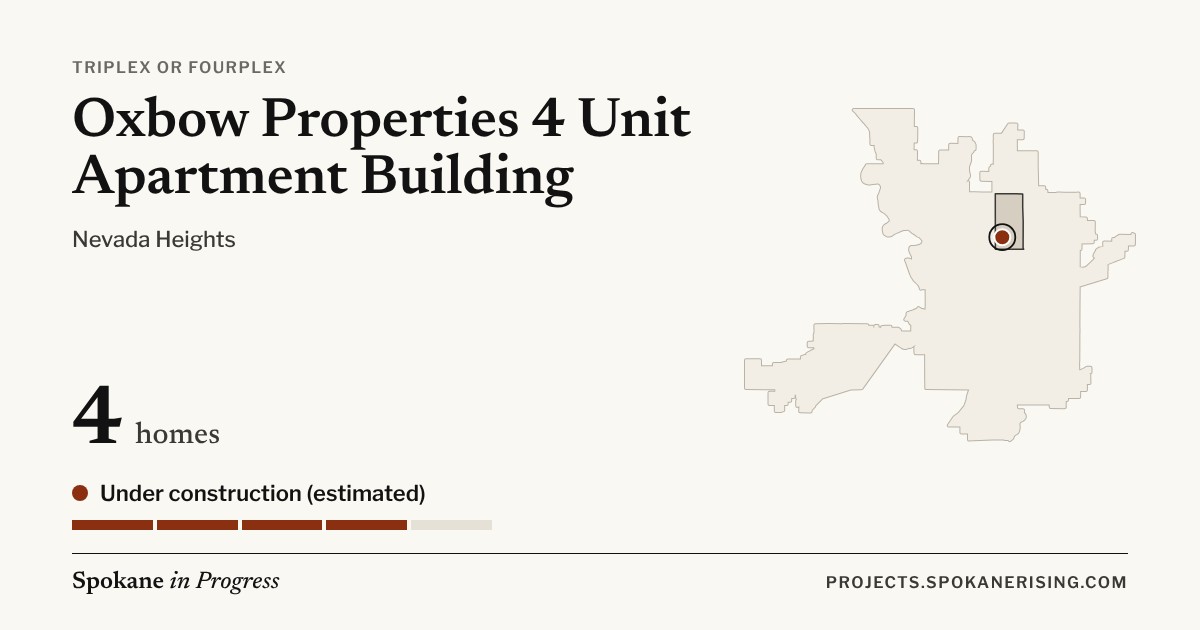 TRIPLEX OR FOURPLEX
Oxbow Properties 4 Unit
Apartment Building
Nevada Heights
4 homes
Under construction (estimated)
Spokane in Progress
PROJECTS.SPOKANERISING.COM